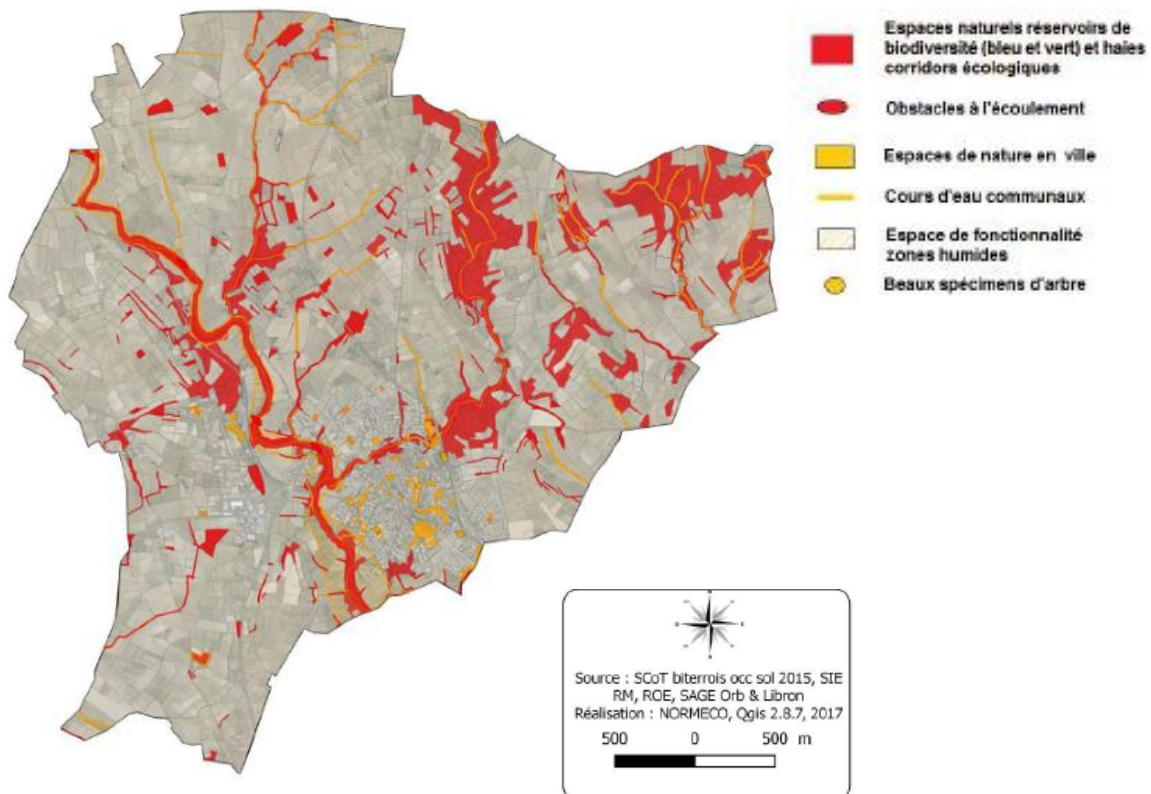 Espaces naturels réservoirs de
biodiversité (bleu et vert) et haies
corridors écologiques
Obstacles à l'écoulement
Espaces de nature en ville
Cours d'eau communaux
Espace de fonctionnalité
zones humides
Beaux spécimens d'arbre
Source : SCoT biterrois occ sol 2015, SIE
RM, ROE, SAGE Orb & Libron
Réalisation : NORMECO, Qgis 2.8.7, 2017
500 0 500 m